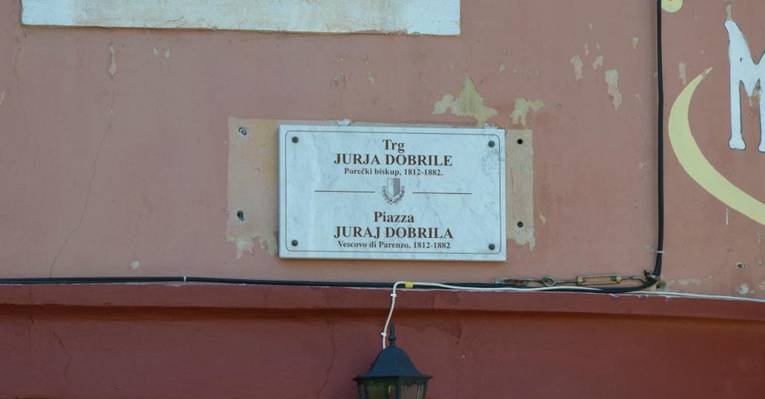 Trg
JURJA DOBRILE
Porečki biskup, 1812-1882.
Piazza
JURAJ DOBRILA
Vescovo di Parenzo, 1812-1882
M